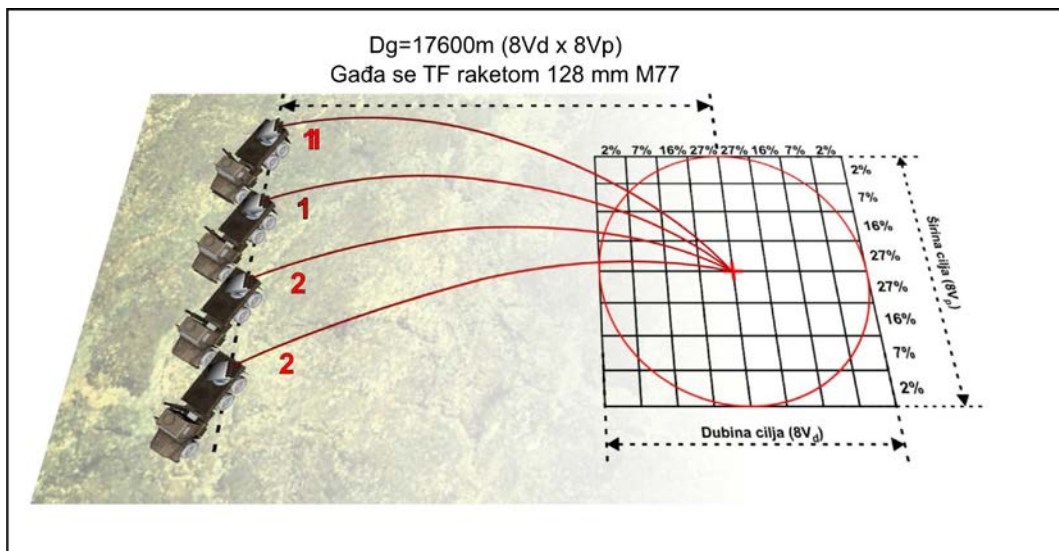 Dg=17600m (8Vd x 8Vp)
Gađa se TF raketom 128 mm M77
11
1
2
2
2% 7% 16% 27% 27% 16% 7% 2%
2%
7%
16%
27%
27%
16%
7%
2%
Širina cilja (8Vp)
Dubina cilja (8Vd)